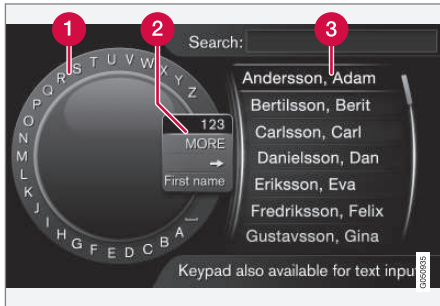 1
2
3
Search:
A B C D E F G H I J K L M N O P Q R S T U V W X Y Z
123
MORE
➞
First name
Andersson, Adam
Bertilsson, Berit
Carlsson, Carl
Danielsson, Dan
Eriksson, Eva
Fredriksson, Felix
Gustavsson, Gina
Keypad also available for text input
G050935